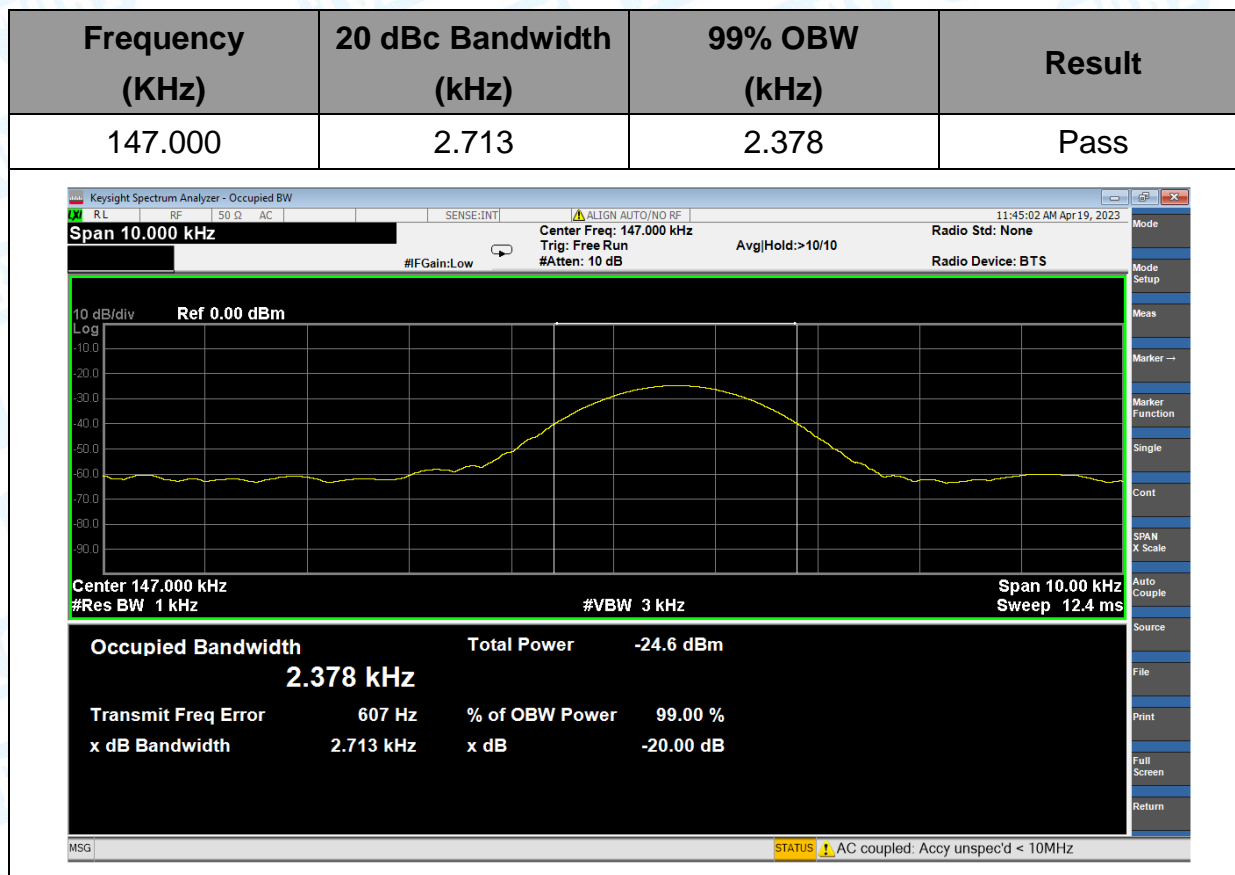 Frequency (KHz) 20 dBc Bandwidth (kHz) 99% OBW (kHz) Result
147.000 2.713 2.378 Pass
Keysight Spectrum Analyzer - Occupied BW
LXI RL RF 50 Ω AC SENSE:INT ALIGN AUTO/NO RF 11:45:02 AM Apr 19, 2023
Span 10.000 kHz Center Freq: 147.000 kHz Radio Std: None
Trig: Free Run Avg|Hold:>10/10
#IFGain:Low #Atten: 10 dB Radio Device: BTS
10 dB/div Ref 0.00 dBm
Log
-10.0
-20.0
-30.0
-40.0
-50.0
-60.0
-70.0
-80.0
-90.0
Center 147.000 kHz Span 10.00 kHz
#Res BW 1 kHz #VBW 3 kHz Sweep 12.4 ms
Occupied Bandwidth Total Power -24.6 dBm
2.378 kHz
Transmit Freq Error 607 Hz % of OBW Power 99.00 %
x dB Bandwidth 2.713 kHz x dB -20.00 dB
MSG STATUS AC coupled: Accy unspec'd < 10MHz
Mode
Mode
Setup
Meas
Marker→
Marker
Function
Single
Cont
SPAN
X Scale
Auto
Couple
Source
File
Print
Full
Screen
Return